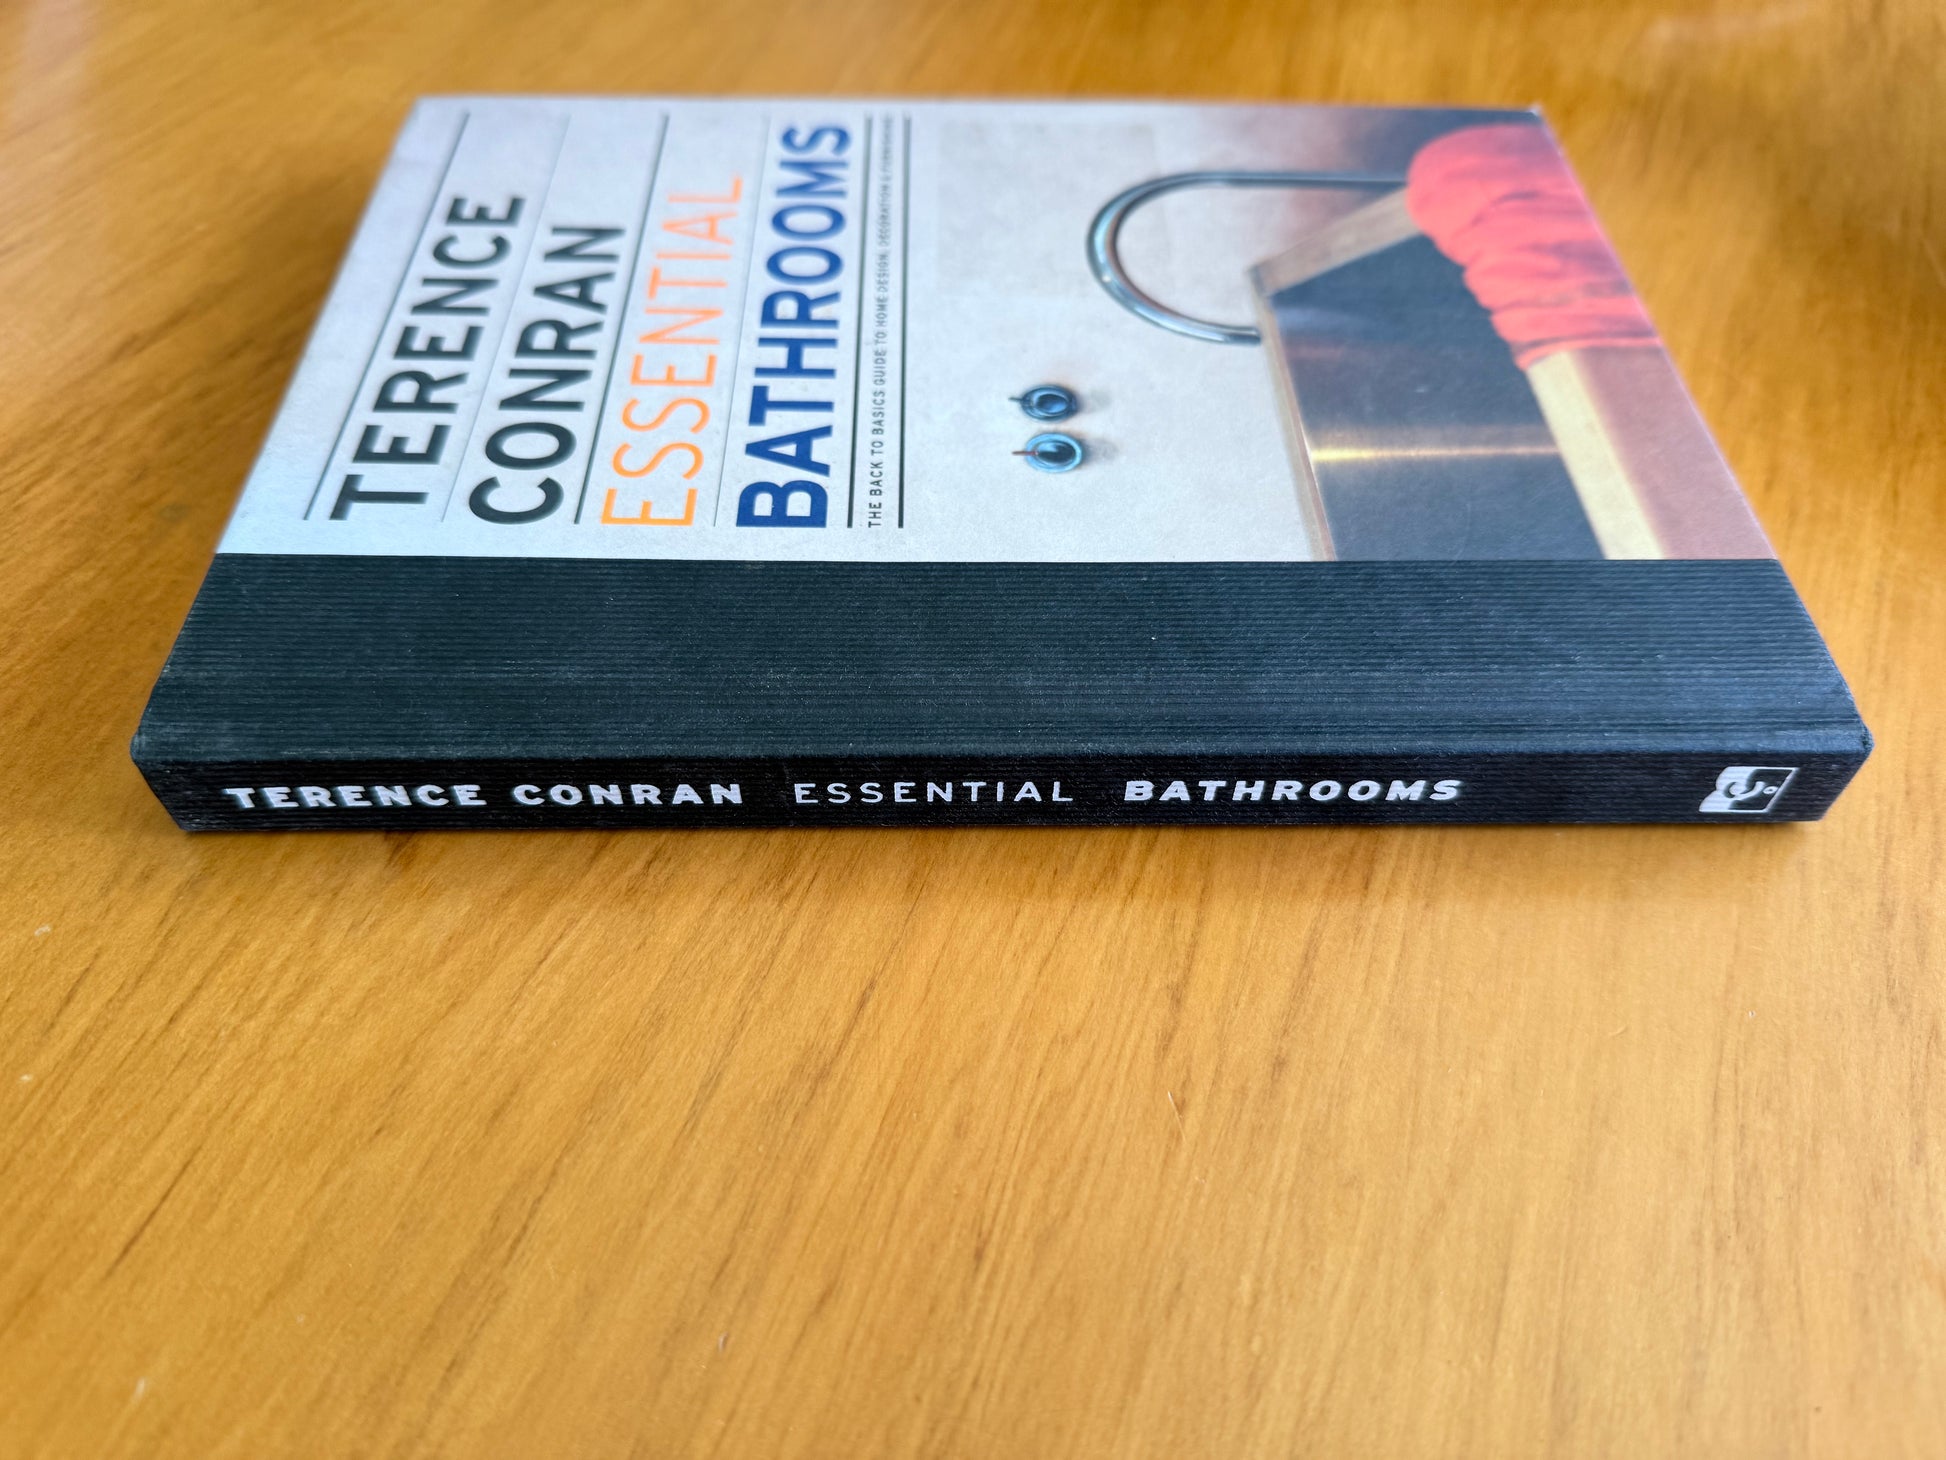 TERENCE
CONRAN
ESSENTIAL
BATHROOMS
THE BACK TO BASICS GUIDE TO HOME DESIGN, DECORATION & FURNISHING
TERENCE CONRAN ESSENTIAL BATHROOMS